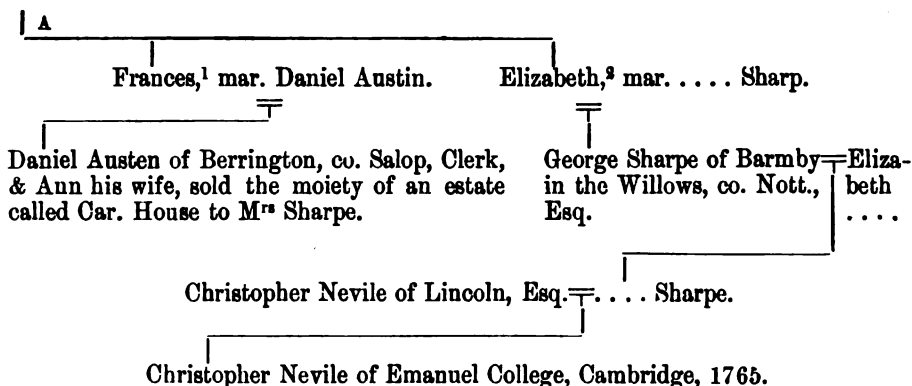 A
Frances,¹ mar. Daniel Austin.
Elizabeth,² mar. . . . . . Sharp.
Daniel Austen of Berrington, co. Salop, Clerk,
& Ann his wife, sold the moiety of an estate
called Car. House to Mʳˢ Sharpe.
George Sharpe of Barmby=Eliza-
in the Willows, co. Nott., beth
Esq. . . . .
Christopher Nevile of Lincoln, Esq.=. . . . Sharpe.
Christopher Nevile of Emanuel College, Cambridge, 1765.